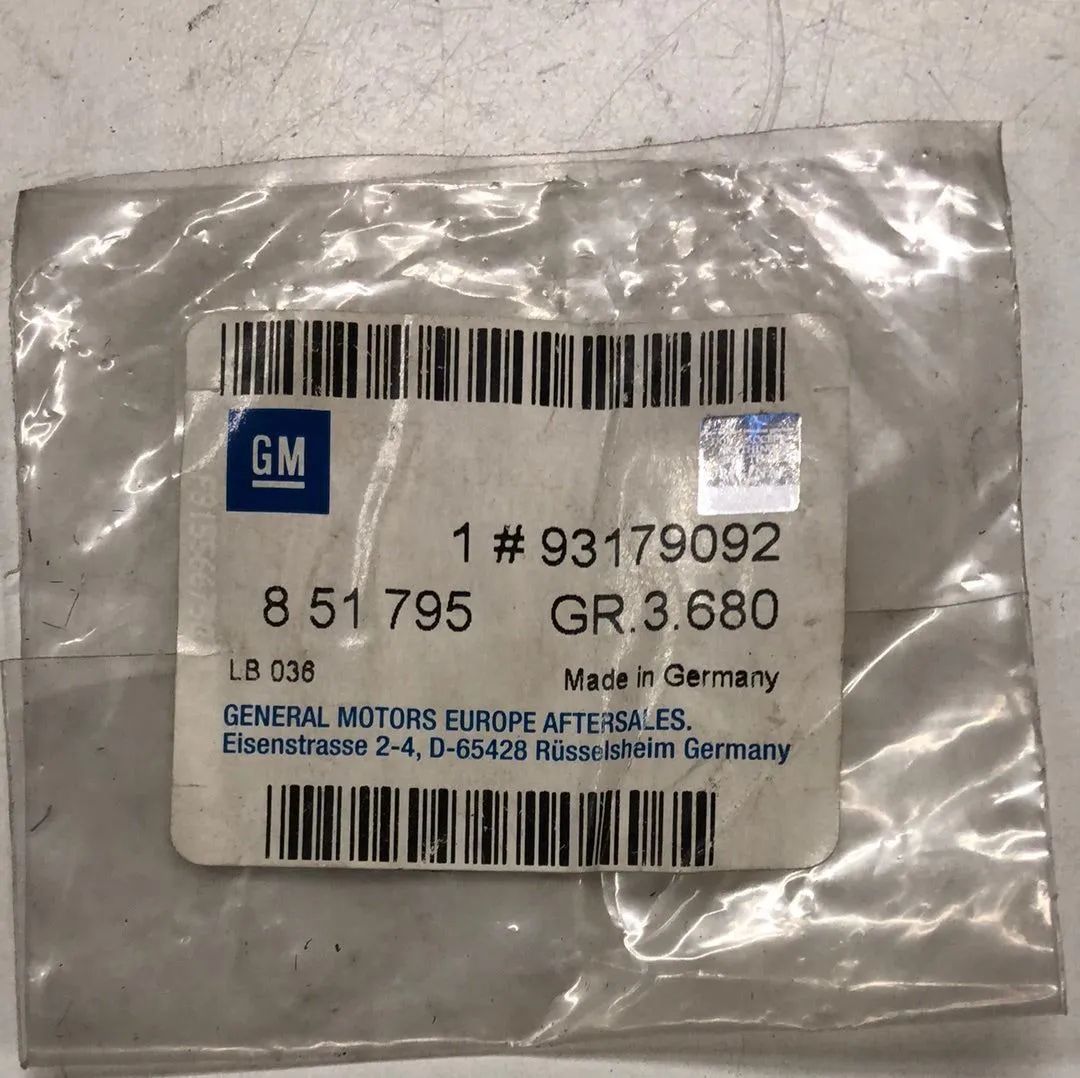 GM
1 # 93179092
8 51 795 GR.3.680
LB 036 Made in Germany
GENERAL MOTORS EUROPE AFTERSALES.
Eisenstrasse 2-4, D-65428 Rüsselsheim Germany